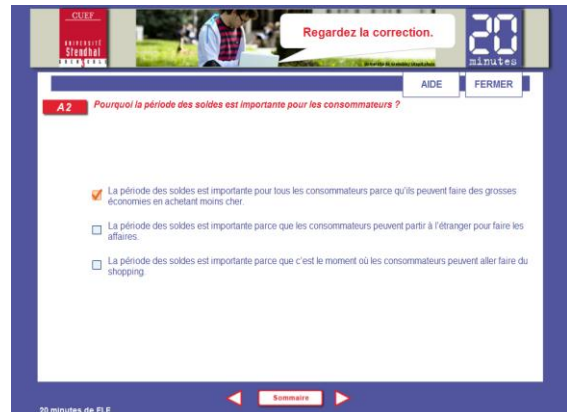 CUEF
UNIVERSITÉ
Stendhal
GRENOBLE
Regardez la correction.
20
minutes
AIDE
FERMER
A2
Pourquoi la période des soldes est importante pour les consommateurs ?
La période des soldes est importante pour tous les consommateurs parce qu'ils peuvent faire des grosses
économies en achetant moins cher.
La période des soldes est importante parce que les consommateurs peuvent partir à l'étranger pour faire les
affaires.
La période des soldes est importante parce que c'est le moment où les consommateurs peuvent aller faire du
shopping.
Sommaire
20 minutes de FLE